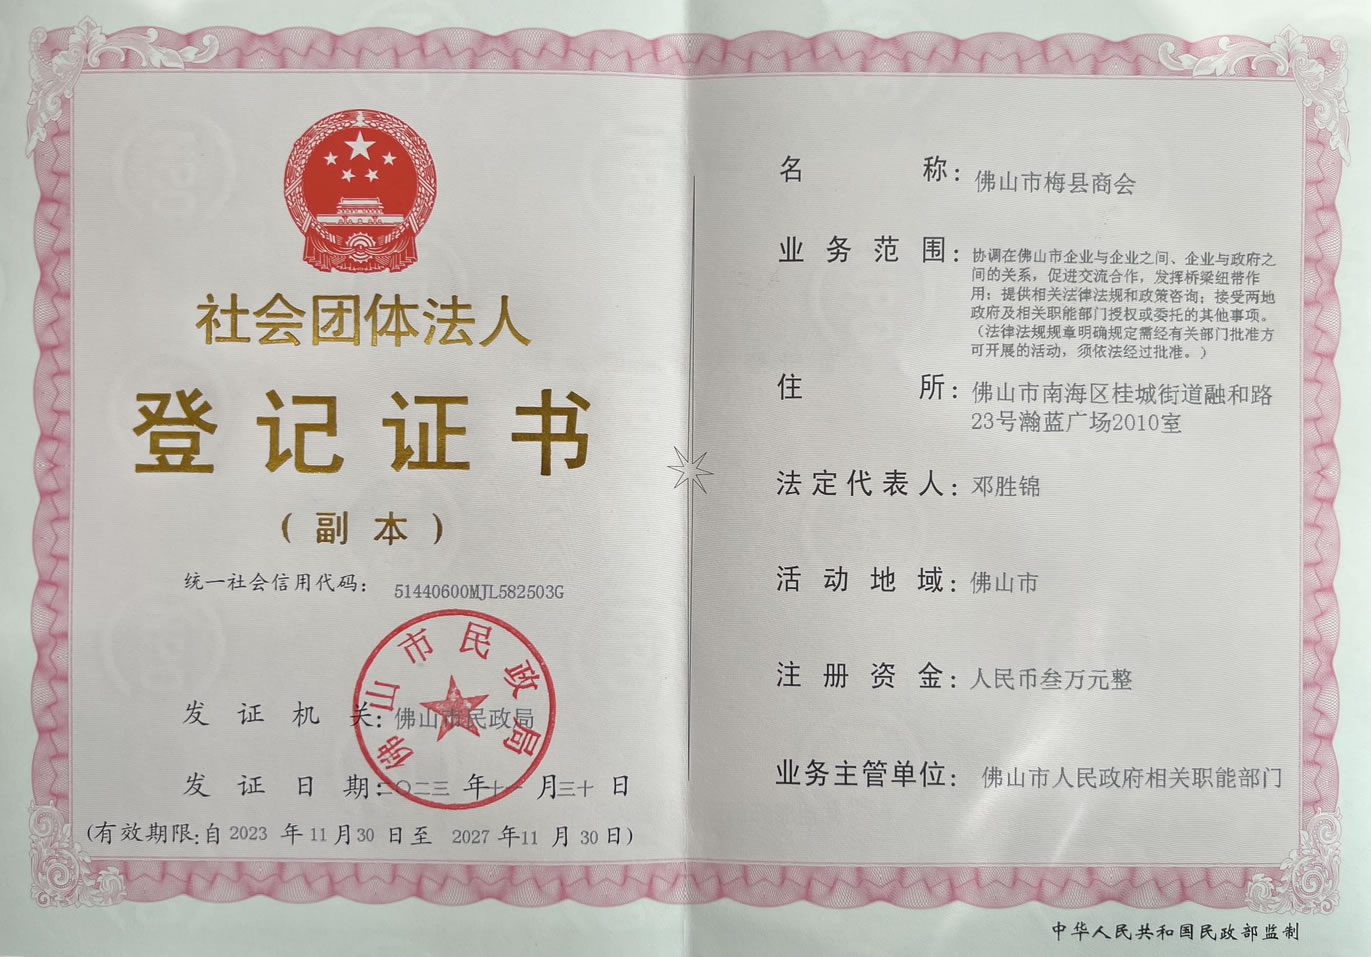 社会团体法人
登记证书
（副本）
统一社会信用代码： 51440600MJL582503G
发证机关：佛山市民政局
佛山市民政局
发证日期：二〇二三年十一月三十日
(有效期限:自2023年11月30日至2027年11月30日)
名称：佛山市梅县商会
业务范围：协调在佛山市企业与企业之间、企业与政府之
间的关系，促进交流合作，发挥桥梁纽带作
用；提供相关法律法规和政策咨询；接受两地
政府及相关职能部门授权或委托的其他事项。
（法律法规规章明确规定需经有关部门批准方
可开展的活动，须依法经过批准。）
住所：佛山市南海区桂城街道融和路
23号瀚蓝广场2010室
法定代表人：邓胜锦
活动地域：佛山市
注册资金：人民币叁万元整
业务主管单位：佛山市人民政府相关职能部门
中华人民共和国民政部监制